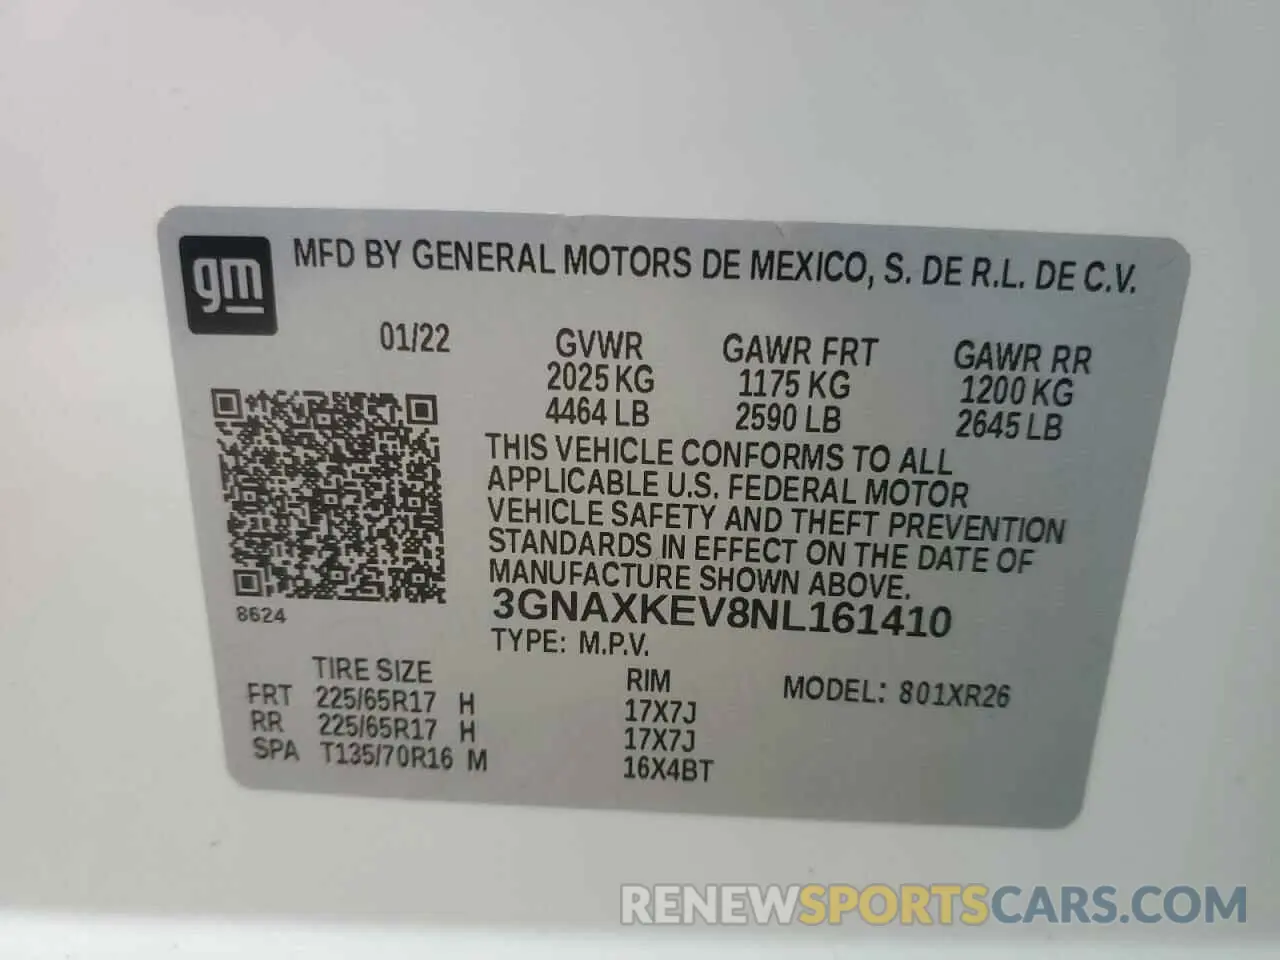 gm MFD BY GENERAL MOTORS DE MEXICO, S. DE R.L. DE C.V.
01/22 GVWR GAWR FRT GAWR RR
2025 KG 1175 KG 1200 KG
4464 LB 2590 LB 2645 LB
THIS VEHICLE CONFORMS TO ALL
APPLICABLE U.S. FEDERAL MOTOR
VEHICLE SAFETY AND THEFT PREVENTION
STANDARDS IN EFFECT ON THE DATE OF
MANUFACTURE SHOWN ABOVE.
8624 3GNAXKEV8NL161410
TYPE: M.P.V.
TIRE SIZE RIM MODEL: 801XR26
FRT 225/65R17 H 17X7J
RR 225/65R17 H 17X7J
SPA T135/70R16 M 16X4BT
RENEWSPORTSCARS.COM